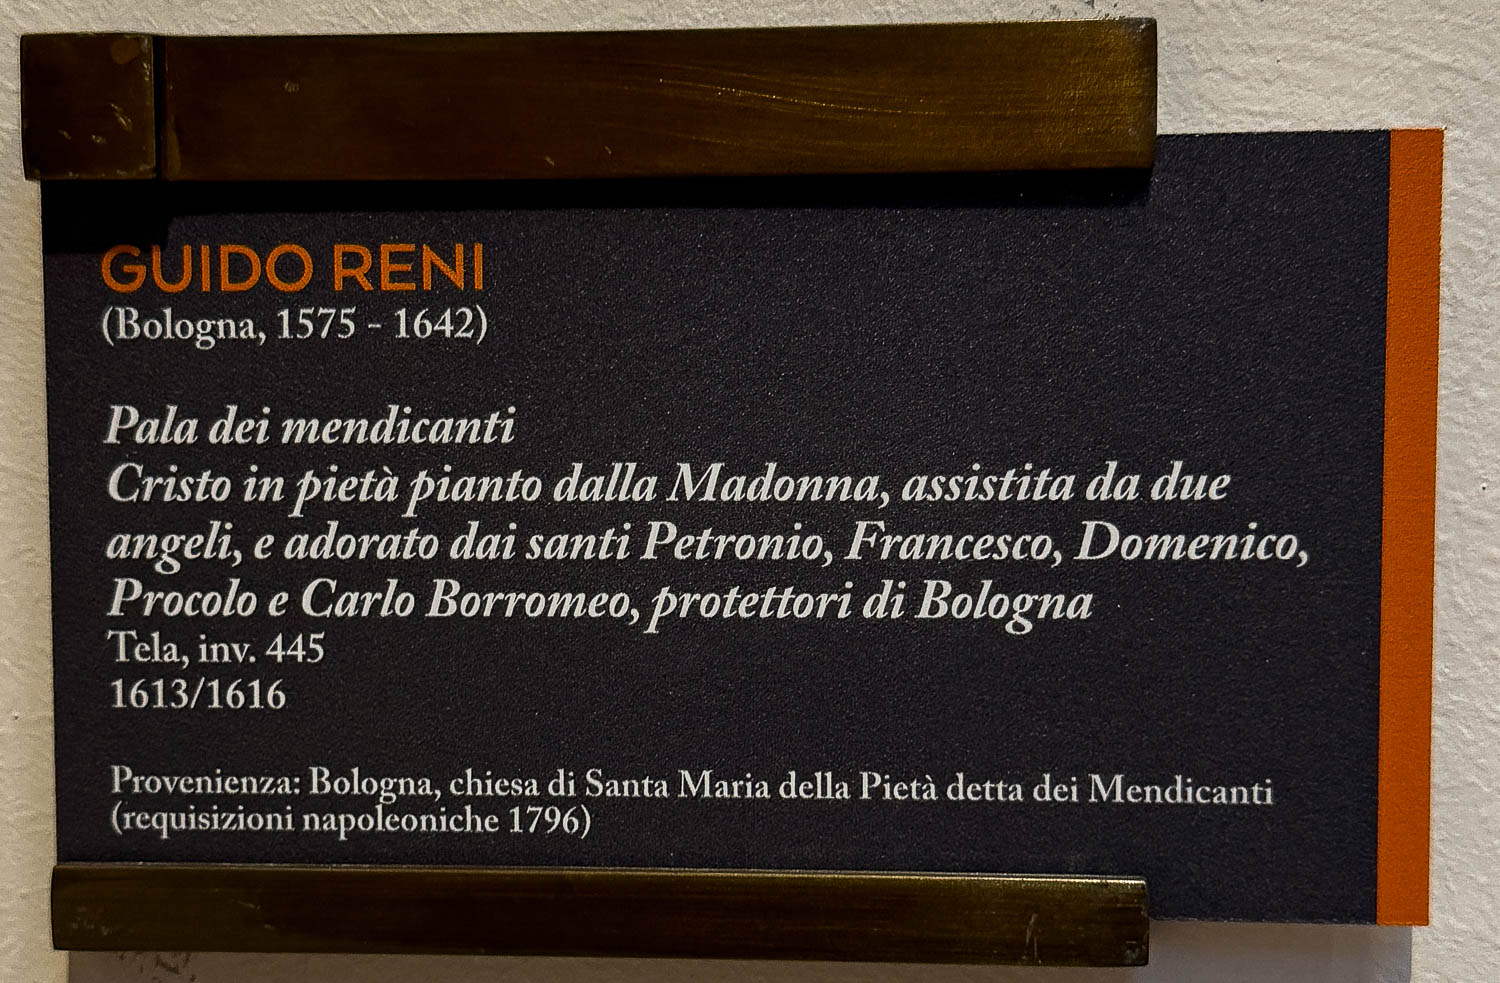 GUIDO RENI
(Bologna, 1575 - 1642)
Pala dei mendicanti
Cristo in pietà pianto dalla Madonna, assistita da due
angeli, e adorato dai santi Petronio, Francesco, Domenico,
Procolo e Carlo Borromeo, protettori di Bologna
Tela, inv. 445
1613/1616
Provenienza: Bologna, chiesa di Santa Maria della Pietà detta dei Mendicanti
(requisizioni napoleoniche 1796)